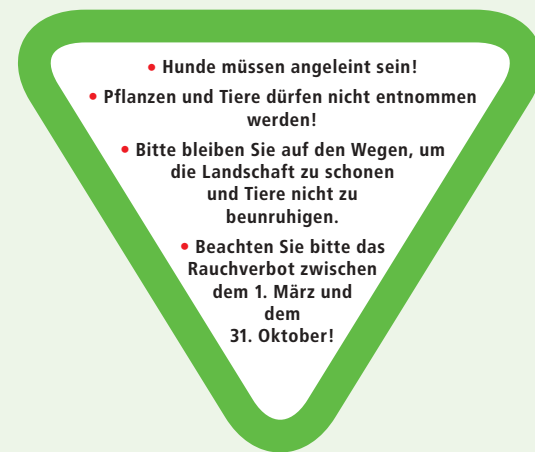 • Hunde müssen angeleint sein!
• Pflanzen und Tiere dürfen nicht entnommen
werden!
• Bitte bleiben Sie auf den Wegen, um
die Landschaft zu schonen
und Tiere nicht zu
beunruhigen.
• Beachten Sie bitte das
Rauchverbot zwischen
dem 1. März und
dem
31. Oktober!